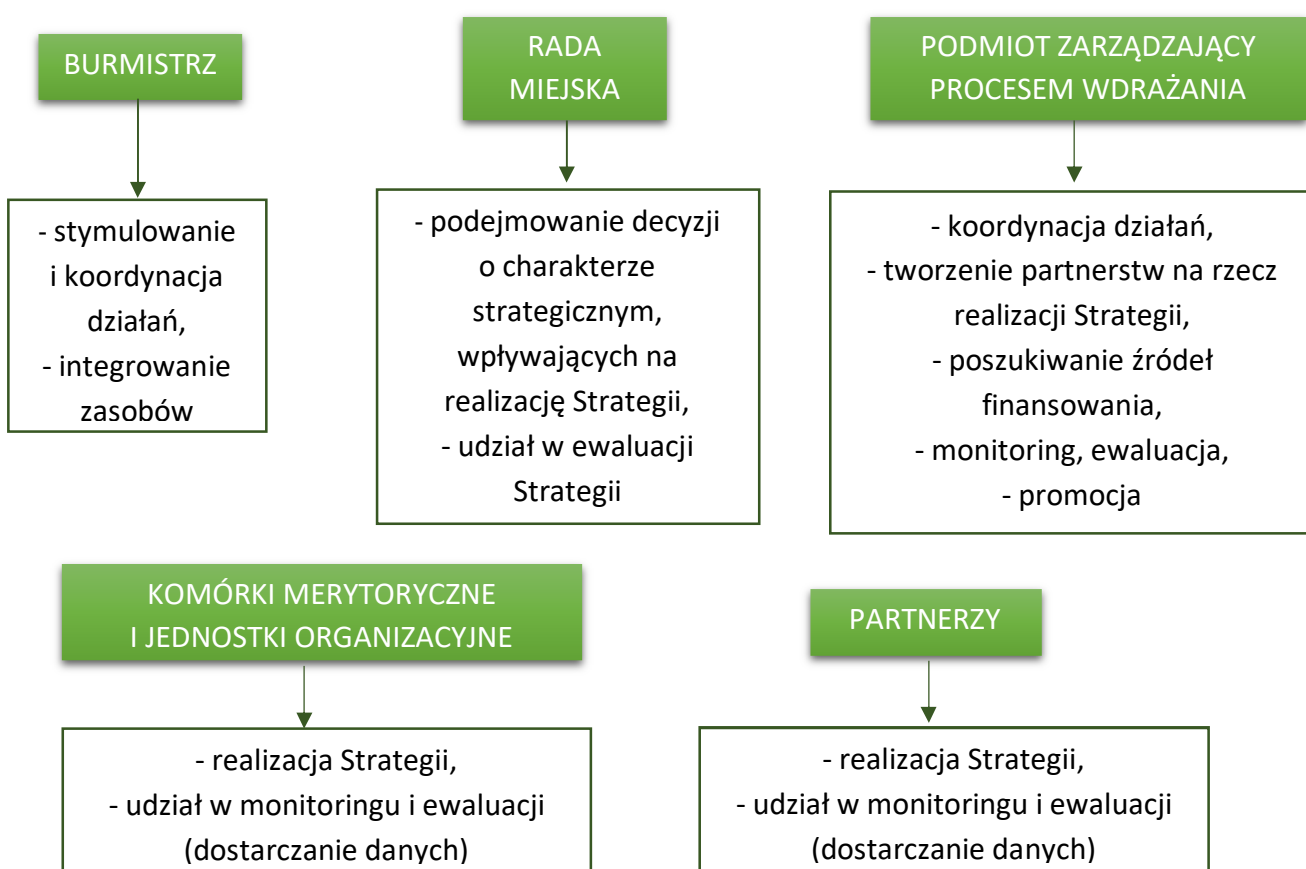 BURMISTRZ
- stymulowanie
i koordynacja
działań,
- integrowanie
zasobów
RADA
MIEJSKA
- podejmowanie decyzji
o charakterze
strategicznym,
wpływających na
realizację Strategii,
- udział w ewaluacji
Strategii
PODMIOT ZARZĄDZAJĄCY
PROCESEM WDRAŻANIA
- koordynacja działań,
- tworzenie partnerstw na rzecz
realizacji Strategii,
- poszukiwanie źródeł
finansowania,
- monitoring, ewaluacja,
- promocja
KOMÓRKI MERYTORYCZNE
I JEDNOSTKI ORGANIZACYJNE
- realizacja Strategii,
- udział w monitoringu i ewaluacji
(dostarczanie danych)
PARTNERZY
- realizacja Strategii,
- udział w monitoringu i ewaluacji
(dostarczanie danych)